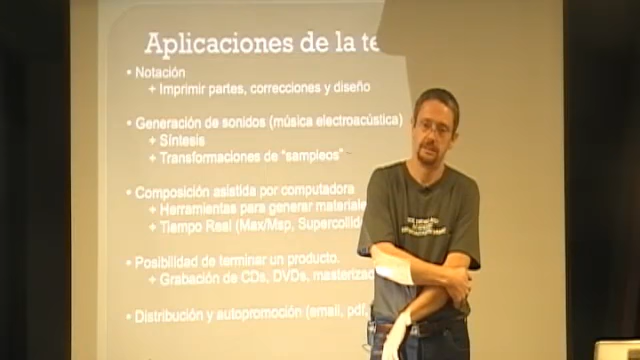 Aplicaciones de la te
• Notación
+ Imprimir partes, correcciones y diseño
• Generación de sonidos (música electroacústica)
+ Síntesis
+ Transformaciones de "sampleos"
• Composición asistida por computadora
+ Herramientas para generar materiale
+ Tiempo Real (Max/Msp, Supercollide
• Posibilidad de terminar un producto.
+ Grabación de CDs, DVDs, masterizac
• Distribución y autopromoción (email, pdf,